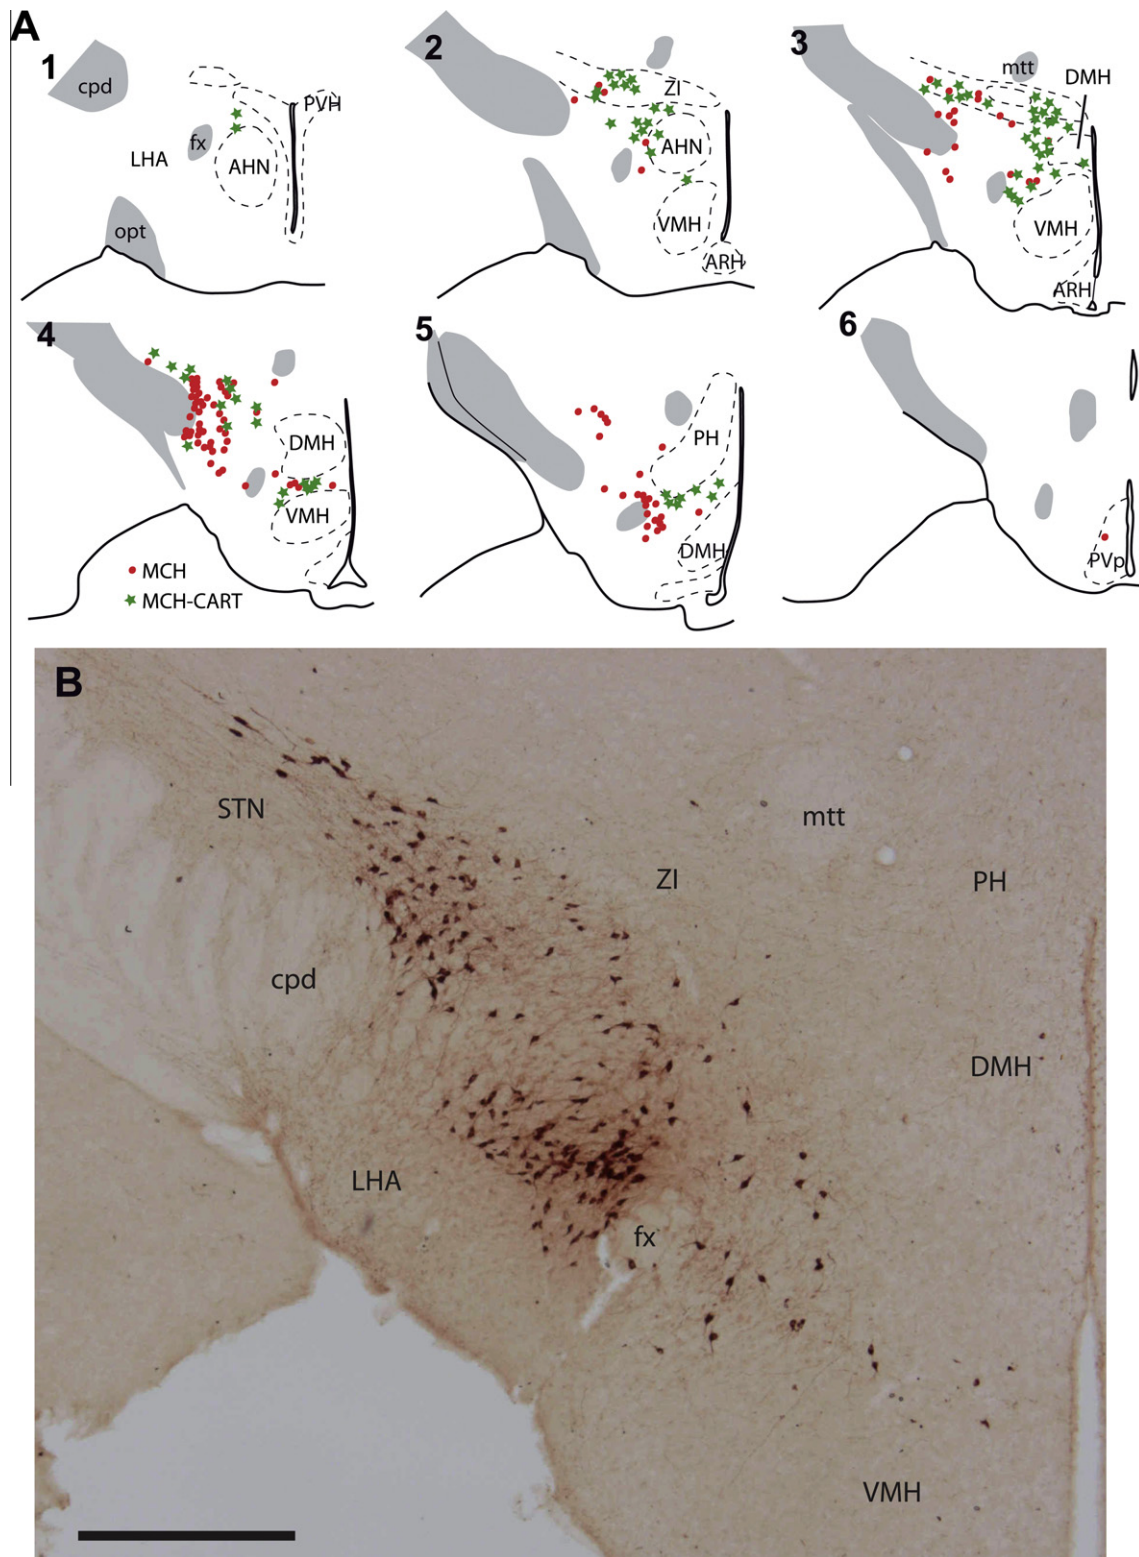 A
1
cpd
PVH
fx
LHA
AHN
opt
2
ZI
AHN
VMH
ARH
3
mtt
DMH
VMH
ARH
4
DMH
VMH
MCH
MCH-CART
5
PH
DMH
6
PVp
B
STN
mtt
ZI
PH
cpd
DMH
LHA
fx
VMH